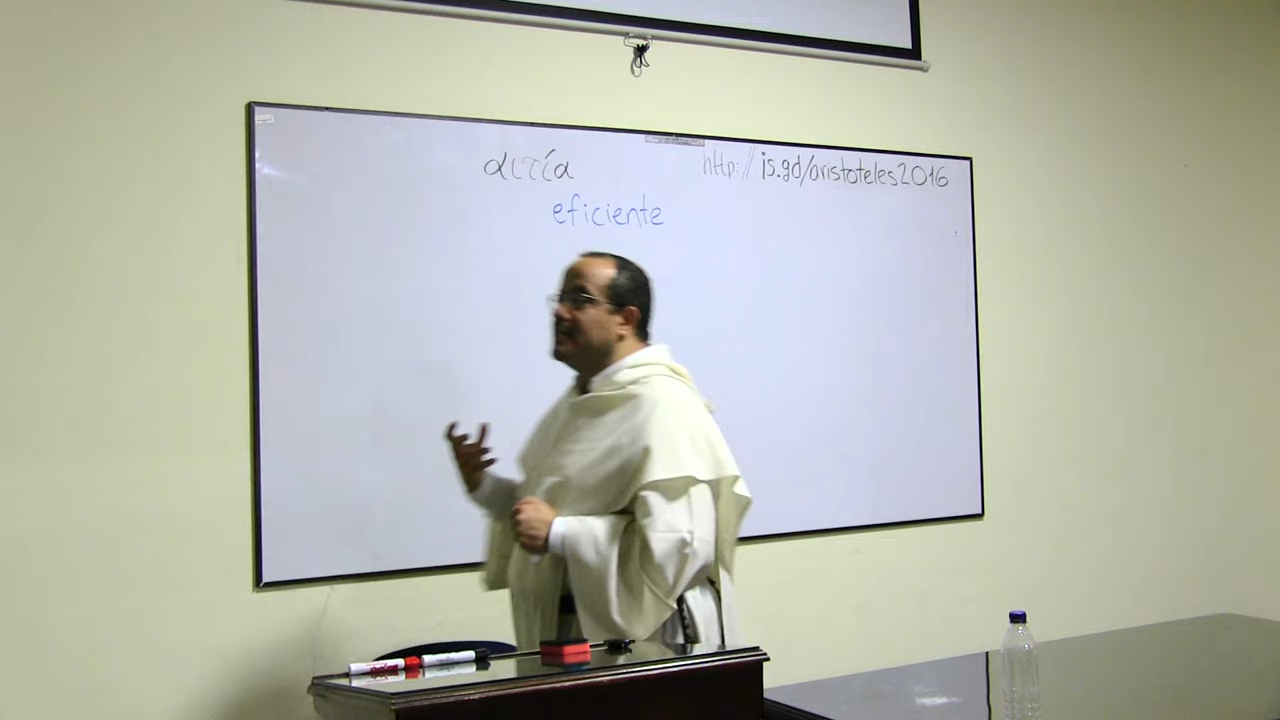 αιτία
http:// is.gd/aristoteles2016
eficiente